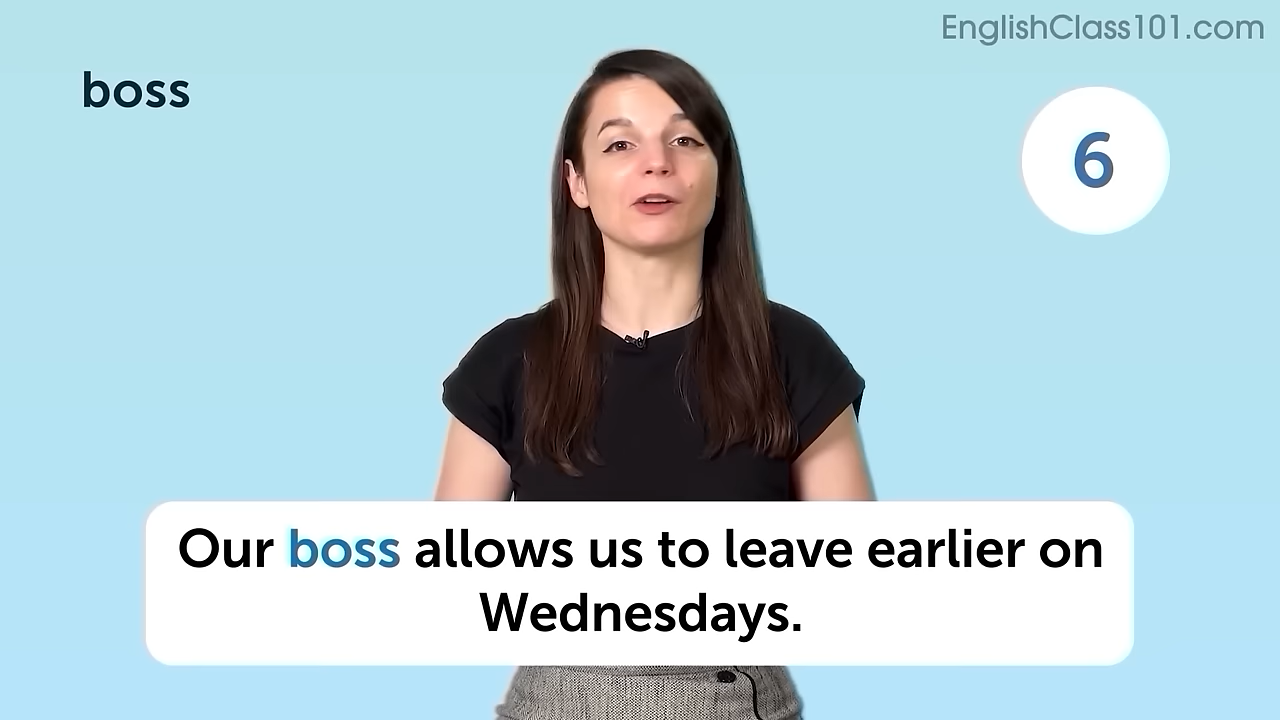 EnglishClass101.com
boss
6
Our boss allows us to leave earlier on
Wednesdays.